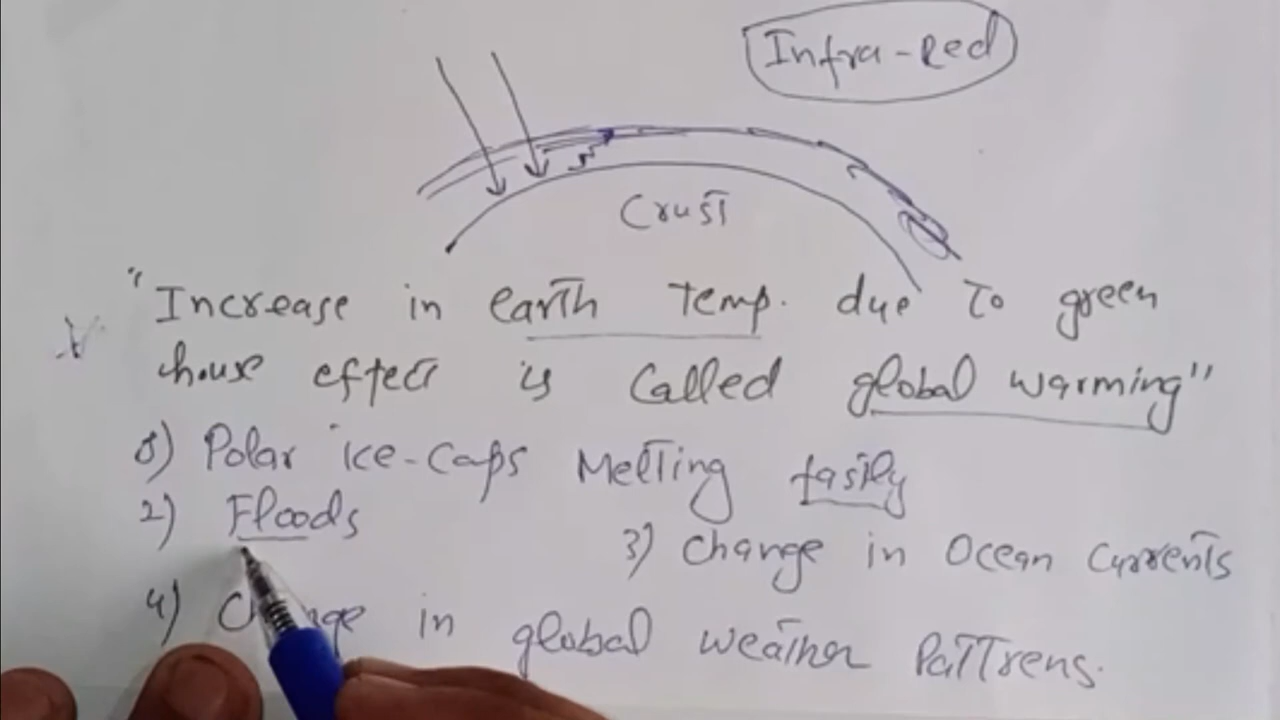 Infra-Red
Crust
"Increase in earth temp. due to green
house effect is called global warming"
1) Polar ice-caps Melting fastly
2) Floods
3) Change in Ocean Currents
4) Change in global weather Pattrens.